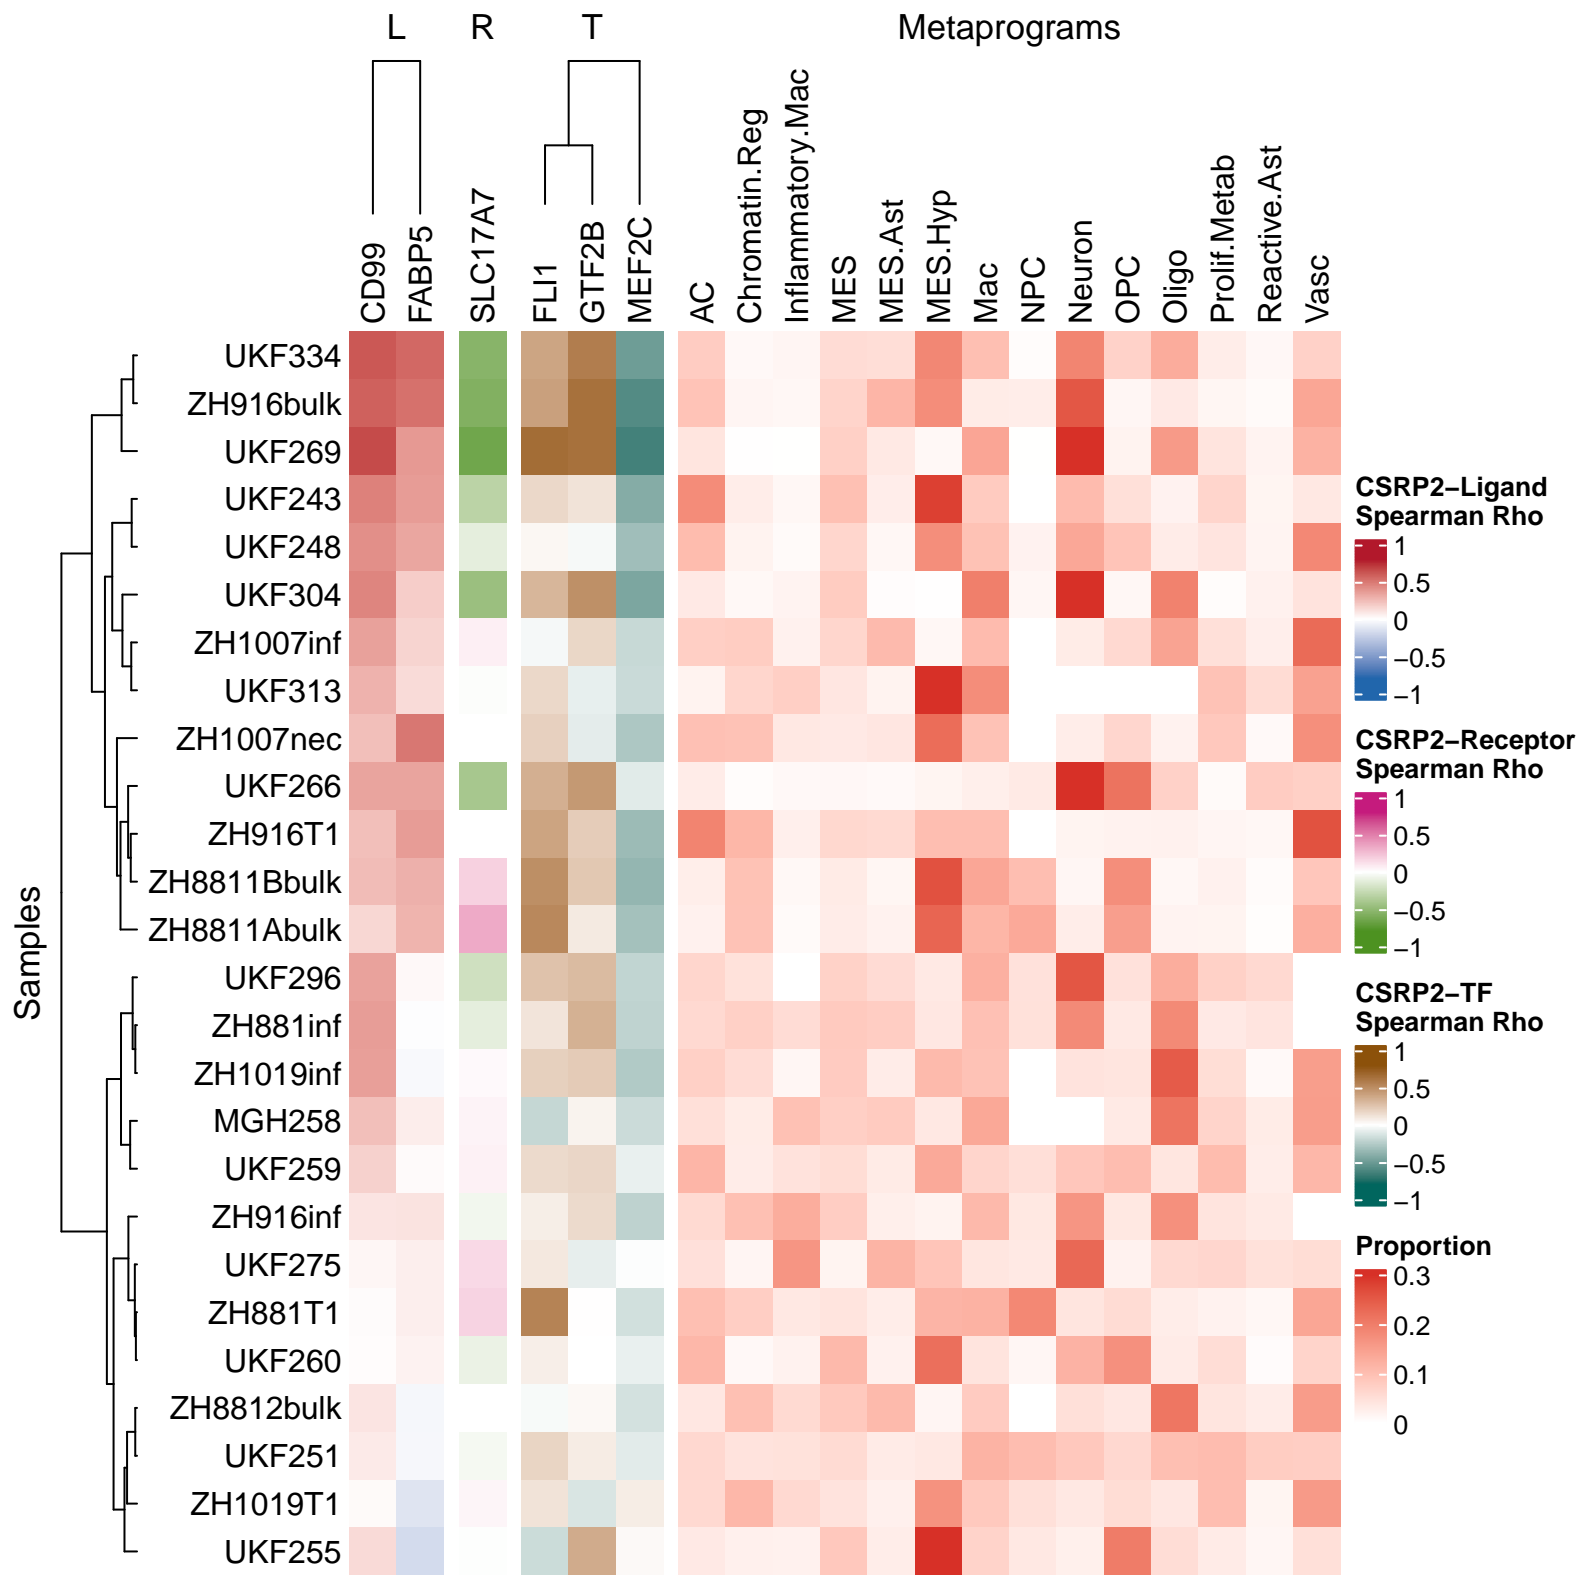 L R T Metaprograms
CD99
FABP5
SLC17A7
FLI1
GTF2B
MEF2C
AC
Chromatin.Reg
Inflammatory.Mac
MES
MES.Ast
MES.Hyp
Mac
NPC
Neuron
OPC
Oligo
Prolif.Metab
Reactive.Ast
Vasc
Samples
UKF334
ZH916bulk
UKF269
UKF243
UKF248
UKF304
ZH1007inf
UKF313
ZH1007nec
UKF266
ZH916T1
ZH8811Bbulk
ZH8811Abulk
UKF296
ZH881inf
ZH1019inf
MGH258
UKF259
ZH916inf
UKF275
ZH881T1
UKF260
ZH8812bulk
UKF251
ZH1019T1
UKF255
CSRP2−Ligand
Spearman Rho
1
0.5
0
−0.5
−1
CSRP2−Receptor
Spearman Rho
1
0.5
0
−0.5
−1
CSRP2−TF
Spearman Rho
1
0.5
0
−0.5
−1
Proportion
0.3
0.2
0.1
0